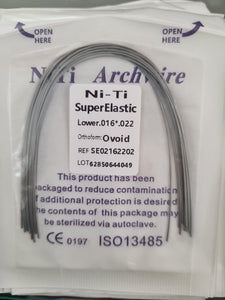 OPEN HERE
OPEN HERE
NiTi Archwire
Ni-Ti
SuperElastic
Lower.016*.022
Orthoform: Ovoid
REF SE02162202
LOT62850644049
This product has been
packaged to reduce contamination
if additional protection is desired
the contents of this package may
be sterilized via autoclave.
CE 0197 ISO13485